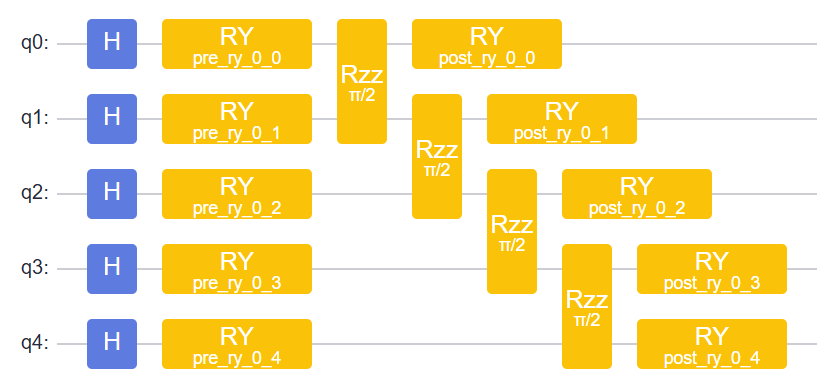 q0:
H
RY
pre_ry_0_0
Rzz
π/2
RY
post_ry_0_0
q1:
H
RY
pre_ry_0_1
Rzz
π/2
RY
post_ry_0_1
q2:
H
RY
pre_ry_0_2
Rzz
π/2
RY
post_ry_0_2
q3:
H
RY
pre_ry_0_3
Rzz
π/2
RY
post_ry_0_3
q4:
H
RY
pre_ry_0_4
RY
post_ry_0_4